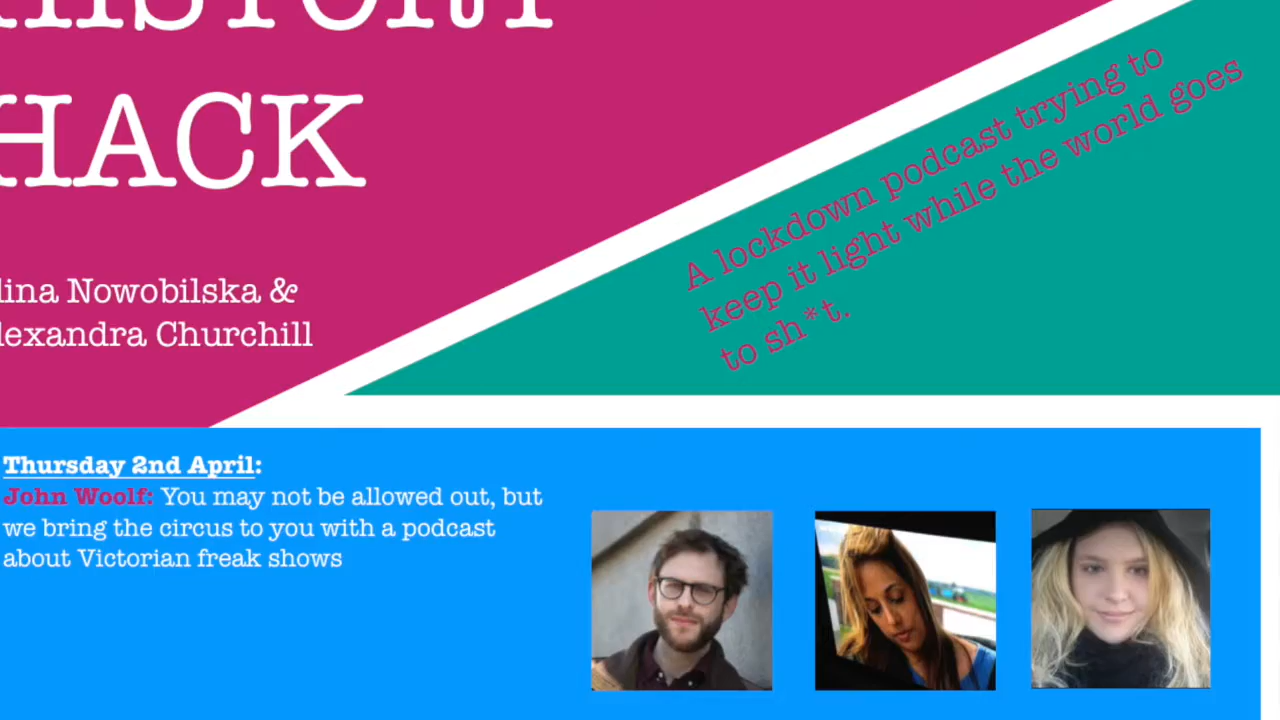 HISTORY
HACK
lina Nowobilska &
lexandra Churchill
A lockdown podcast trying to
keep it light while the world goes
to sh*t.
Thursday 2nd April:
John Woolf: You may not be allowed out, but
we bring the circus to you with a podcast
about Victorian freak shows